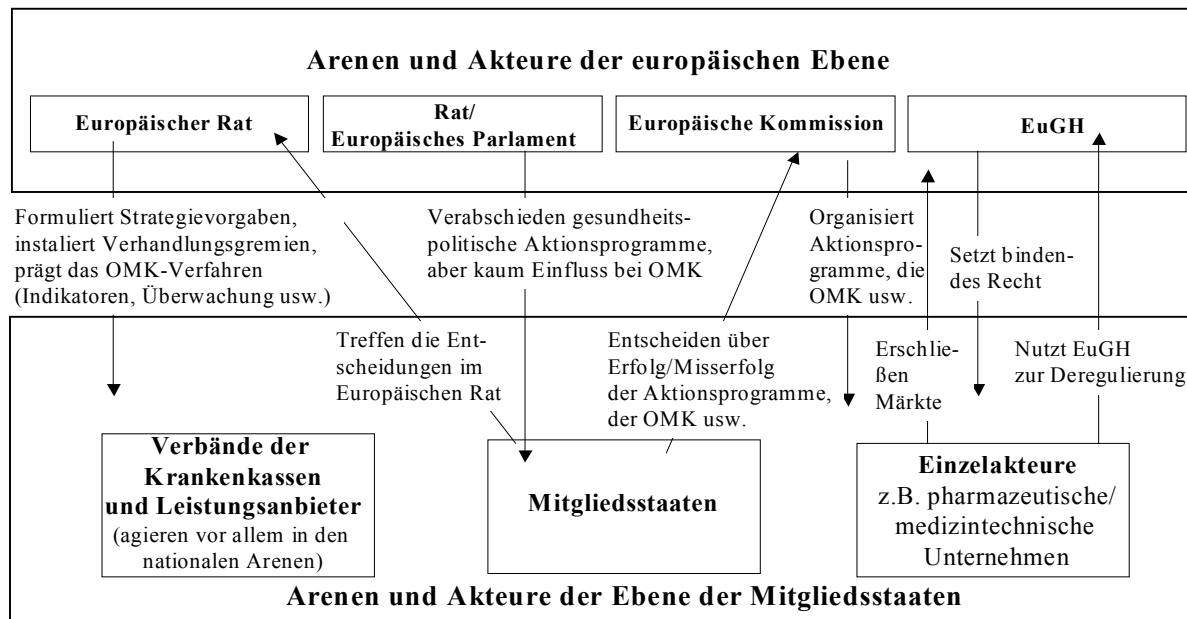 Arenen und Akteure der europäischen Ebene
Europäischer Rat
Rat/
Europäisches Parlament
Europäische Kommission
EuGH
Formuliert Strategievorgaben,
instaliert Verhandlungsgremien,
prägt das OMK-Verfahren
(Indikatoren, Überwachung usw.)
Verabschieden gesundheits-
politische Aktionsprogramme,
aber kaum Einfluss bei OMK
Organisiert
Aktionspro-
gramme, die
OMK usw.
Setzt binden-
des Recht
Treffen die Ent-
scheidungen im
Europäischen Rat
Entscheiden über
Erfolg/Misserfolg
der Aktionsprogramme,
der OMK usw.
Erschlie-
ßen
Märkte
Nutzt EuGH
zur Deregulierung
Verbände der
Krankenkassen
und Leistungsanbieter
(agieren vor allem in den
nationalen Arenen)
Mitgliedsstaaten
Einzelakteure
z.B. pharmazeutische/
medizintechnische
Unternehmen
Arenen und Akteure der Ebene der Mitgliedsstaaten